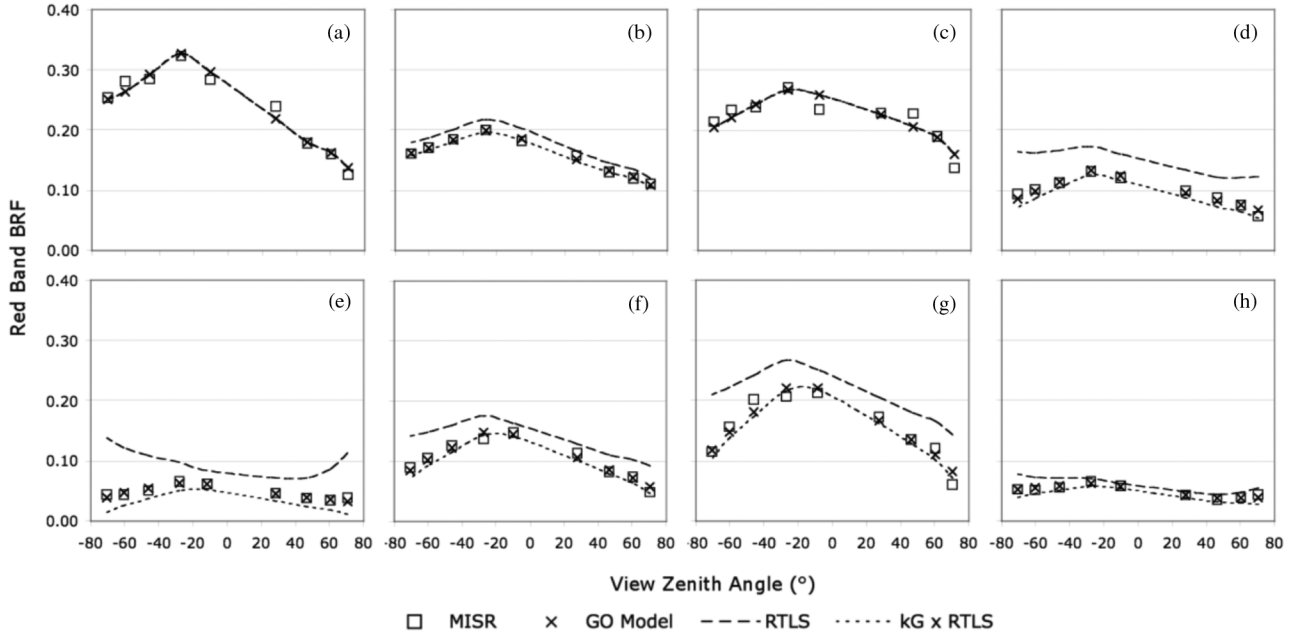 0.40
(a)
(b)
(c)
(d)
0.30
0.20
0.10
0.00
Red Band BRF
0.40
(e)
(f)
(g)
(h)
0.30
0.20
0.10
0.00
-80 -60 -40 -20 0 20 40 60 -80 -60 -40 -20 0 20 40 60 -80 -60 -40 -20 0 20 40 60 -80 -60 -40 -20 0 20 40 60 80
View Zenith Angle (°)
MISR GO Model RTLS kG x RTLS